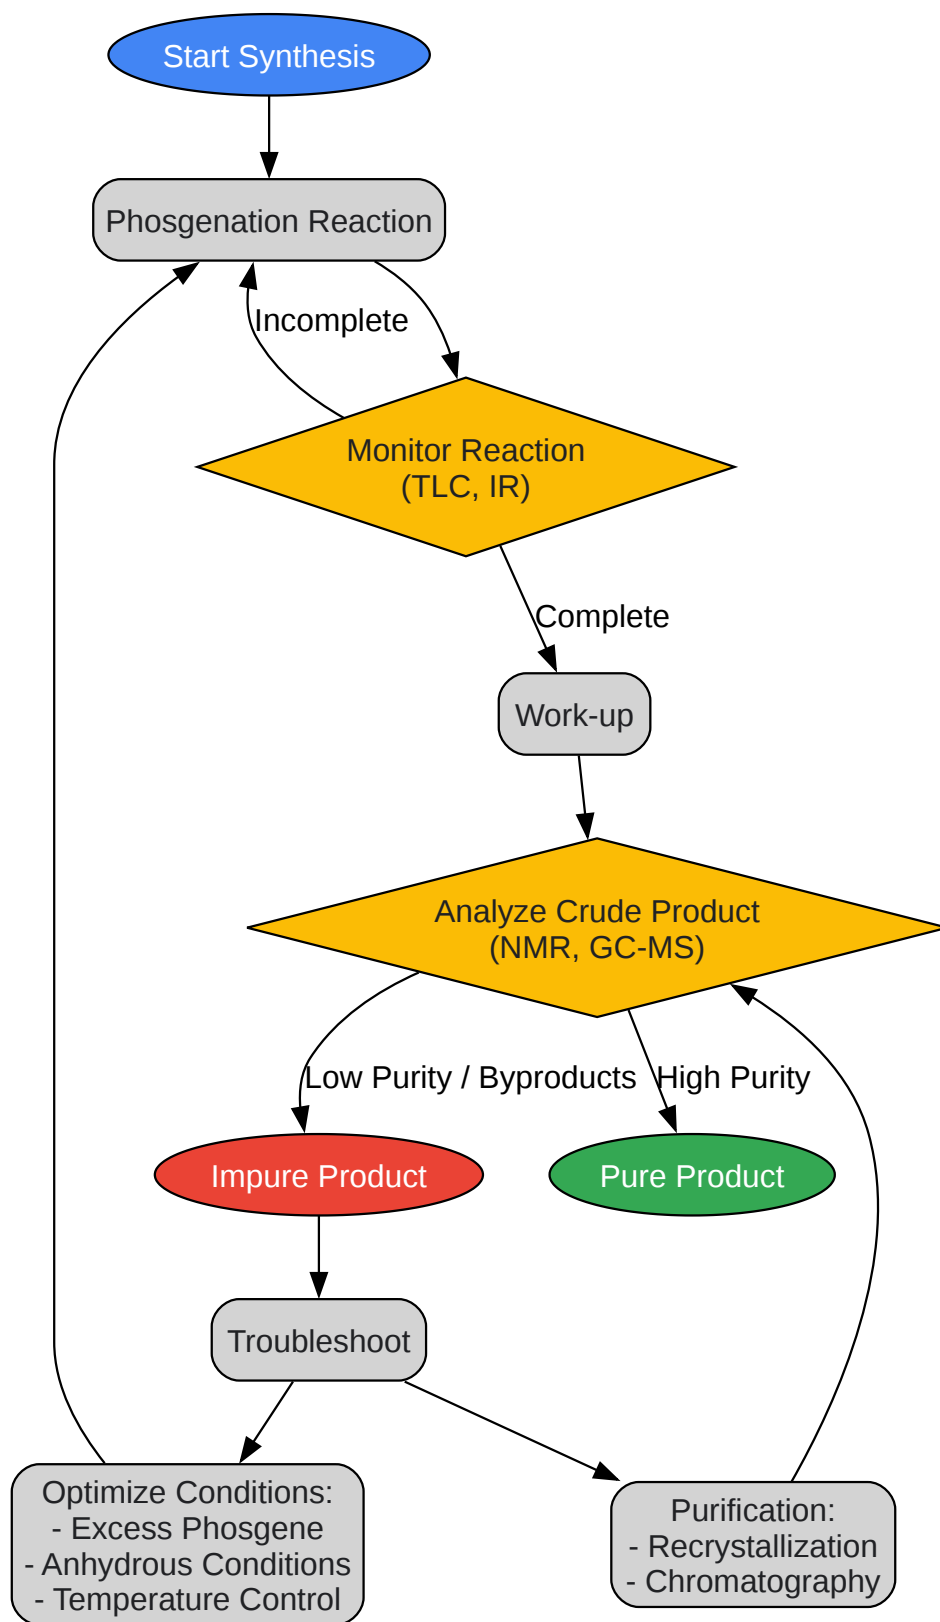 Start Synthesis
Phosgenation Reaction
Incomplete
Monitor Reaction
(TLC, IR)
Complete
Work-up
Analyze Crude Product
(NMR, GC-MS)
Low Purity / Byproducts
High Purity
Impure Product
Pure Product
Troubleshoot
Optimize Conditions:
- Excess Phosgene
- Anhydrous Conditions
- Temperature Control
Purification:
- Recrystallization
- Chromatography